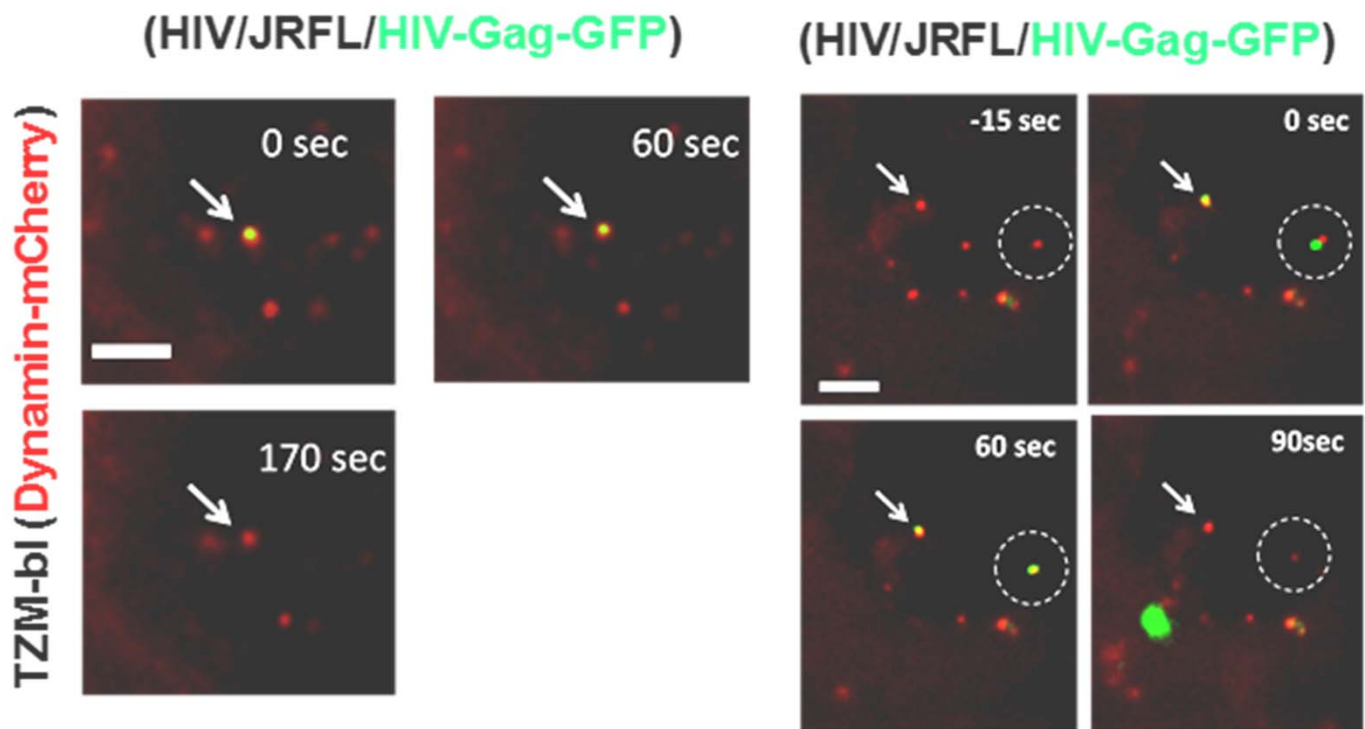 (HIV/JRFL/HIV-Gag-GFP)
(HIV/JRFL/HIV-Gag-GFP)
TZM-bl (Dynamin-mCherry)
0 sec
60 sec
170 sec
-15 sec
0 sec
60 sec
90sec